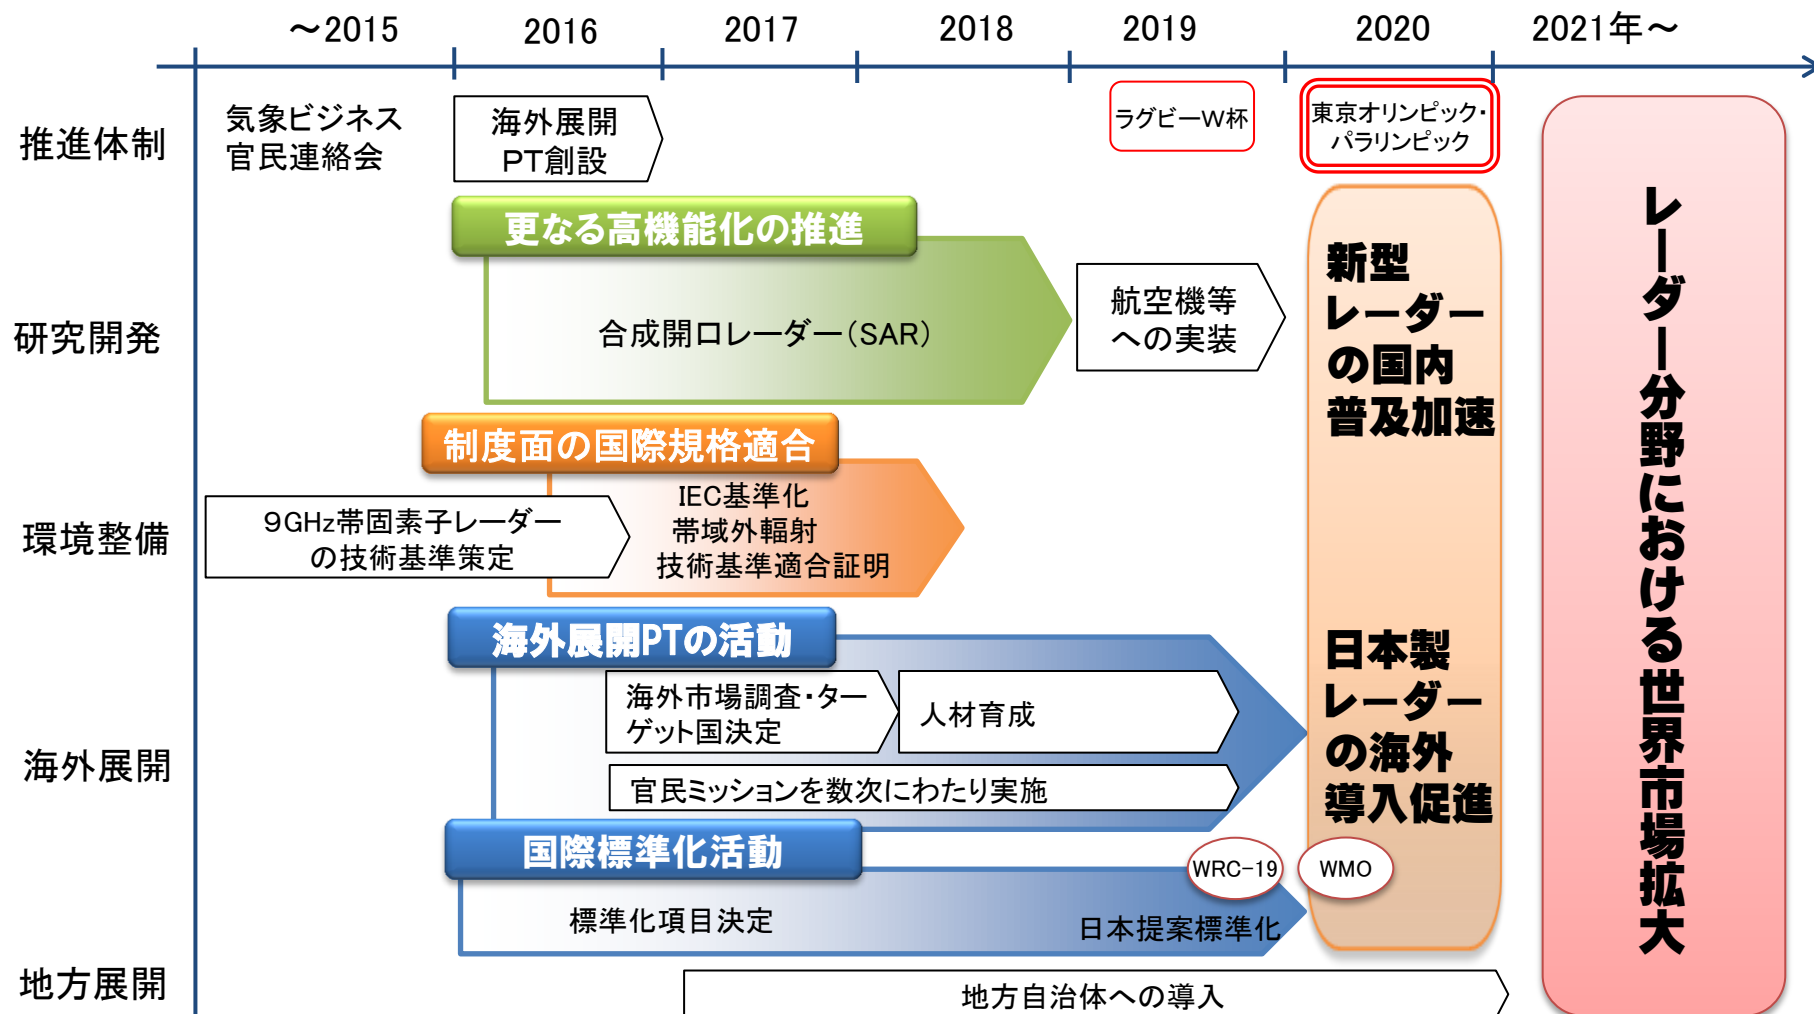 ～2015
2016
2017
2018
2019
2020
2021年～
推進体制
気象ビジネス
官民連絡会
海外展開
PT創設
ラグビーW杯
東京オリンピック・
パラリンピック
研究開発
更なる高機能化の推進
合成開口レーダー（SAR）
航空機等
への実装
新型
レーダー
の国内
普及加速
環境整備
制度面の国際規格適合
9GHz帯固素子レーダー
の技術基準策定
IEC基準化
帯域外輻射
技術基準適合証明
海外展開
海外展開PTの活動
海外市場調査・ター
ゲット国決定
人材育成
官民ミッションを数次にわたり実施
日本製
レーダー
の海外
導入促進
国際標準化活動
標準化項目決定
WRC-19
WMO
日本提案標準化
地方展開
地方自治体への導入
レーダー分野における世界市場拡大